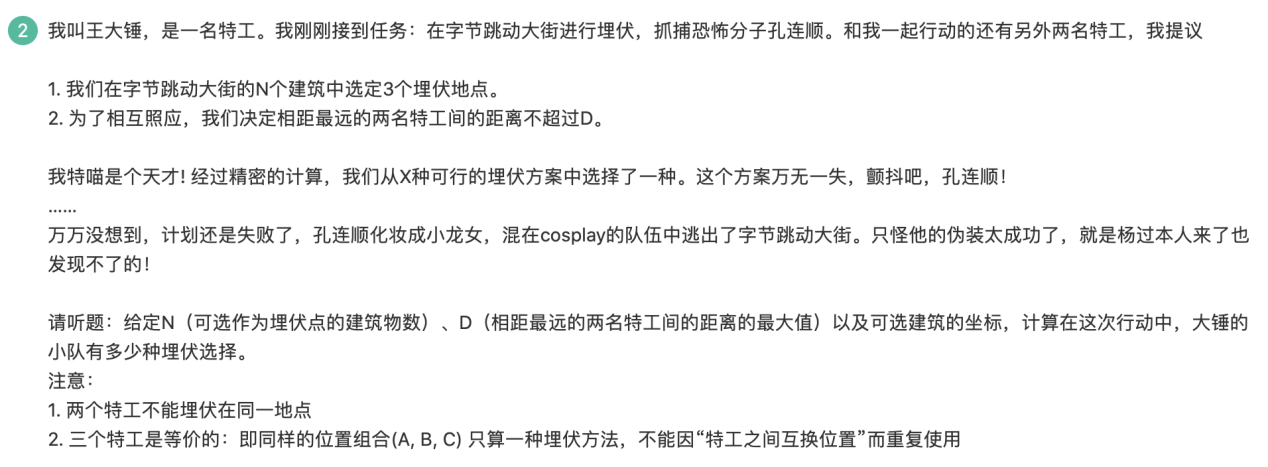 2 我叫王大锤，是一名特工。我刚刚接到任务：在字节跳动大街进行埋伏，抓捕恐怖分子孔连顺。和我一起行动的还有另外两名特工，我提议
1. 我们在字节跳动大街的N个建筑中选定3个埋伏地点。
2. 为了相互照应，我们决定相距最远的两名特工间的距离不超过D。
我特喵是个天才! 经过精密的计算，我们从X种可行的埋伏方案中选择了一种。这个方案万无一失，颤抖吧，孔连顺！
……
万万没想到，计划还是失败了，孔连顺化妆成小龙女，混在cosplay的队伍中逃出了字节跳动大街。只怪他的伪装太成功了，就是杨过本人来了也
发现不了的！
请听题：给定N（可选作为埋伏点的建筑物数）、D（相距最远的两名特工间的距离的最大值）以及可选建筑的坐标，计算在这次行动中，大锤的
小队有多少种埋伏选择。
注意：
1. 两个特工不能埋伏在同一地点
2. 三个特工是等价的：即同样的位置组合(A, B, C) 只算一种埋伏方法，不能因“特工之间互换位置”而重复使用